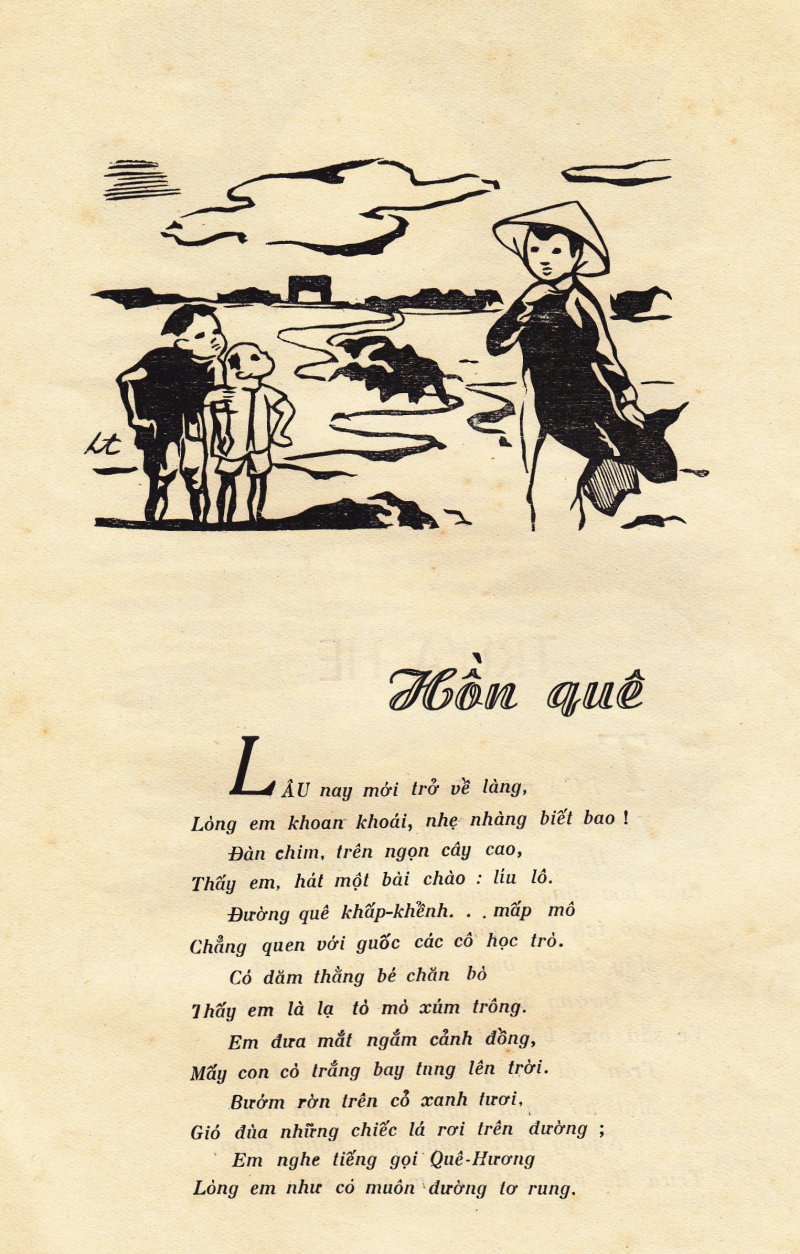 ht
Hồn quê
LÂU nay mới trở về làng,
Lòng em khoan khoái, nhẹ nhàng biết bao !
Đàn chim, trên ngọn cây cao,
Thấy em, hát một bài chào : líu lô.
Đường quê khấp-khềnh. . . mấp mô
Chẳng quen với guốc các cô học trò.
Có dăm thằng bé chăn bò
Thấy em là lạ tò mò xúm trông.
Em đưa mắt ngắm cảnh đồng,
Mấy con cò trắng bay tung lên trời.
Bướm rờn trên cỏ xanh tươi,
Gió đùa những chiếc lá rơi trên đường ;
Em nghe tiếng gọi Quê-Hương
Lòng em như có muôn đường tơ rung.